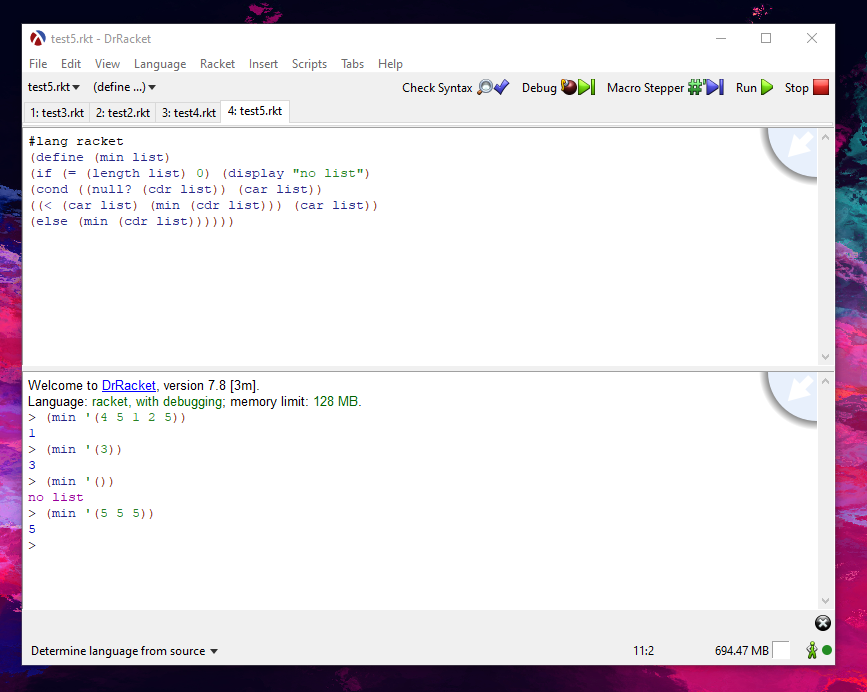 test5.rkt - DrRacket
File Edit View Language Racket Insert Scripts Tabs Help
test5.rkt (define ...) Check Syntax Debug Macro Stepper Run Stop
1: test3.rkt 2: test2.rkt 3: test4.rkt 4: test5.rkt
#lang racket
(define (min list)
(if (= (length list) 0) (display "no list")
(cond ((null? (cdr list)) (car list))
((< (car list) (min (cdr list))) (car list))
(else (min (cdr list))))))
Welcome to DrRacket, version 7.8 [3m].
Language: racket, with debugging; memory limit: 128 MB.
> (min '(4 5 1 2 5))
1
> (min '(3))
3
> (min '())
no list
> (min '(5 5 5))
5
>
Determine language from source 11:2 694.47 MB